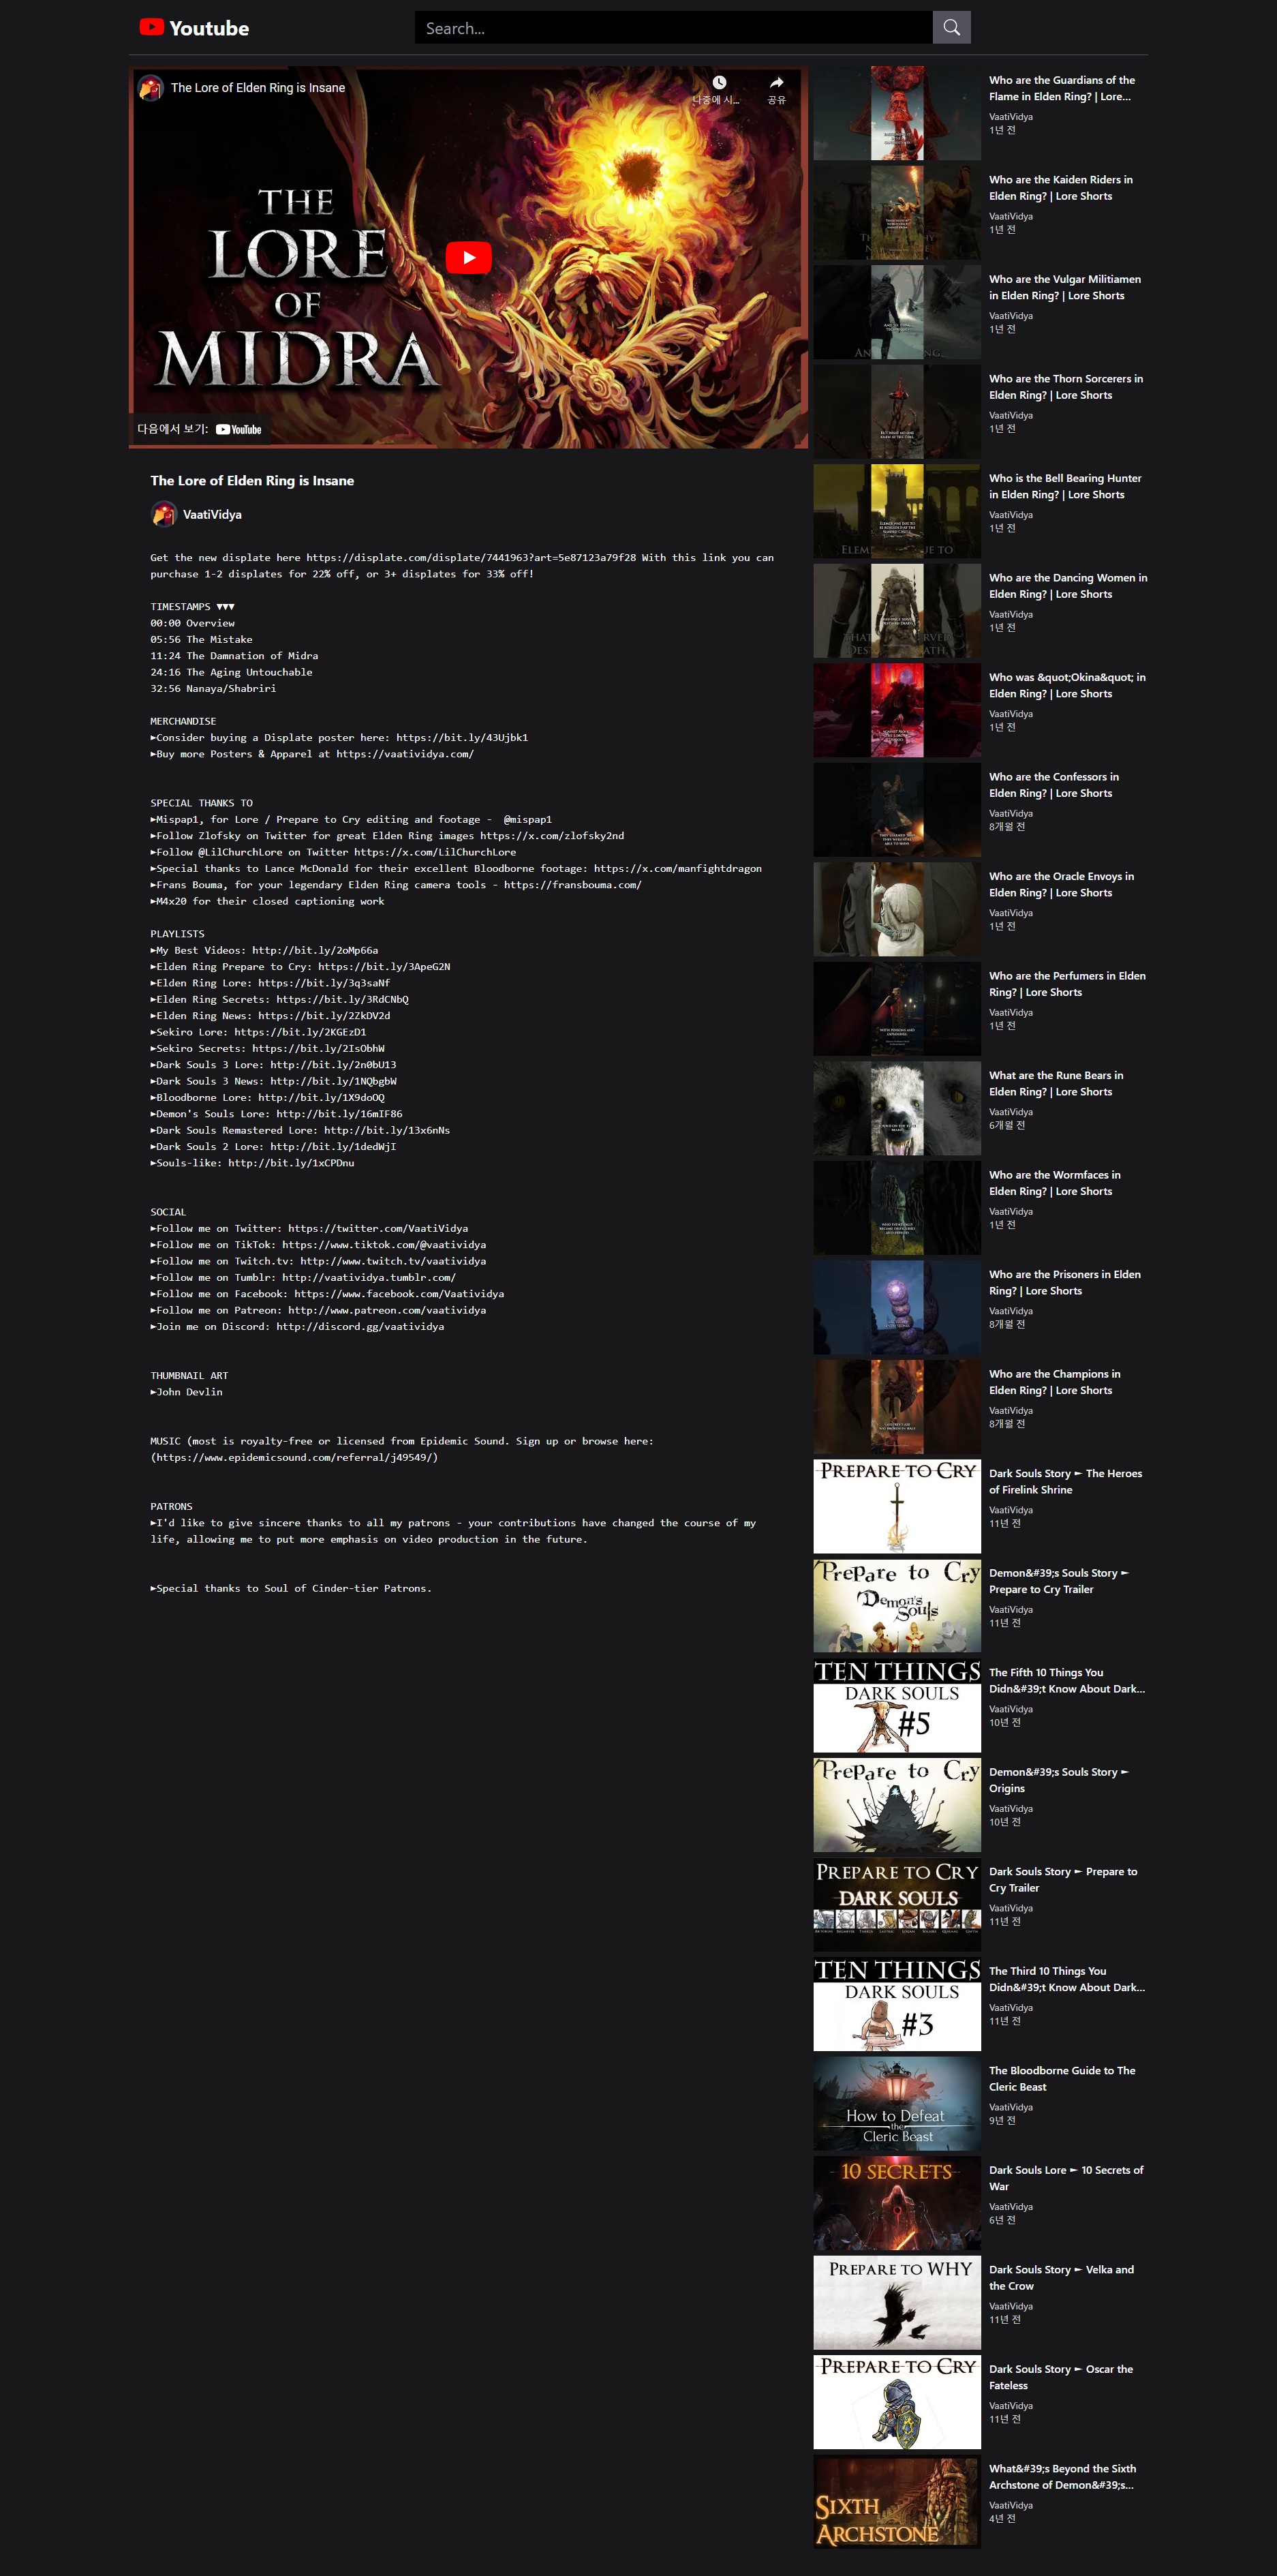 Youtube
Search...
The Lore of Elden Ring is Insane
나중에 시...
공유
THE
LORE
OF
MIDRA
다음에서 보기: YouTube
The Lore of Elden Ring is Insane
VaatiVidya
Get the new displate here https://displate.com/displate/7441963?art=5e87123a79f28 With this link you can
purchase 1-2 displates for 22% off, or 3+ displates for 33% off!
TIMESTAMPS ▼▼▼
00:00 Overview
05:56 The Mistake
11:24 The Damnation of Midra
24:16 The Aging Untouchable
32:56 Nanaya/Shabriri
MERCHANDISE
►Consider buying a Displate poster here: https://bit.ly/43Ujbk1
►Buy more Posters & Apparel at https://vaatividya.com/
SPECIAL THANKS TO
►Mispap1, for Lore / Prepare to Cry editing and footage - @mispap1
►Follow Zlofsky on Twitter for great Elden Ring images https://x.com/zlofsky2nd
►Follow @LilChurchLore on Twitter https://x.com/LilChurchLore
►Special thanks to Lance McDonald for their excellent Bloodborne footage: https://x.com/manfightdragon
►Frans Bouma, for your legendary Elden Ring camera tools - https://fransbouma.com/
►M4x20 for their closed captioning work
PLAYLISTS
►My Best Videos: http://bit.ly/2oMp66a
►Elden Ring Prepare to Cry: https://bit.ly/3ApeG2N
►Elden Ring Lore: https://bit.ly/3q3saNf
►Elden Ring Secrets: https://bit.ly/3RdCNbQ
►Elden Ring News: https://bit.ly/2ZkDV2d
►Sekiro Lore: https://bit.ly/2KGEzD1
►Sekiro Secrets: https://bit.ly/2IsObhW
►Dark Souls 3 Lore: http://bit.ly/2n0bU13
►Dark Souls 3 News: http://bit.ly/1NQbgbW
►Bloodborne Lore: http://bit.ly/1X9doOQ
►Demon's Souls Lore: http://bit.ly/16mIF86
►Dark Souls Remastered Lore: http://bit.ly/13x6nNs
►Dark Souls 2 Lore: http://bit.ly/1dedWjI
►Souls-like: http://bit.ly/1xCPDnu
SOCIAL
►Follow me on Twitter: https://twitter.com/VaatiVidya
►Follow me on TikTok: https://www.tiktok.com/@vaatividya
►Follow me on Twitch.tv: http://www.twitch.tv/vaatividya
►Follow me on Tumblr: http://vaatividya.tumblr.com/
►Follow me on Facebook: https://www.facebook.com/Vaatividya
►Follow me on Patreon: http://www.patreon.com/vaatividya
►Join me on Discord: http://discord.gg/vaatividya
THUMBNAIL ART
►John Devlin
MUSIC (most is royalty-free or licensed from Epidemic Sound. Sign up or browse here:
(https://www.epidemicsound.com/referral/j49549/)
PATRONS
►I'd like to give sincere thanks to all my patrons - your contributions have changed the course of my
life, allowing me to put more emphasis on video production in the future.
►Special thanks to Soul of Cinder-tier Patrons.
Who are the Guardians of the
Flame in Elden Ring? | Lore...
VaatiVidya
1년 전
Who are the Kaiden Riders in
Elden Ring? | Lore Shorts
VaatiVidya
1년 전
Who are the Vulgar Militiamen
in Elden Ring? | Lore Shorts
VaatiVidya
1년 전
Who are the Thorn Sorcerers in
Elden Ring? | Lore Shorts
VaatiVidya
1년 전
Who is the Bell Bearing Hunter
in Elden Ring? | Lore Shorts
VaatiVidya
1년 전
Who are the Dancing Women in
Elden Ring? | Lore Shorts
VaatiVidya
1년 전
Who was &quot;Okina&quot; in
Elden Ring? | Lore Shorts
VaatiVidya
1년 전
Who are the Confessors in
Elden Ring? | Lore Shorts
VaatiVidya
8개월 전
Who are the Oracle Envoys in
Elden Ring? | Lore Shorts
VaatiVidya
1년 전
Who are the Perfumers in Elden
Ring? | Lore Shorts
VaatiVidya
1년 전
What are the Rune Bears in
Elden Ring? | Lore Shorts
VaatiVidya
6개월 전
Who are the Wormfaces in
Elden Ring? | Lore Shorts
VaatiVidya
1년 전
Who are the Prisoners in Elden
Ring? | Lore Shorts
VaatiVidya
8개월 전
Who are the Champions in
Elden Ring? | Lore Shorts
VaatiVidya
8개월 전
PREPARE TO CRY
Dark Souls Story ► The Heroes
of Firelink Shrine
VaatiVidya
11년 전
Prepare to Cry
Demon's Souls
Demon&#39;s Souls Story ►
Prepare to Cry Trailer
VaatiVidya
11년 전
TEN THINGS
DARK SOULS
#5
The Fifth 10 Things You
Didn&#39;t Know About Dark...
VaatiVidya
10년 전
Prepare to Cry
Demon&#39;s Souls Story ►
Origins
VaatiVidya
10년 전
PREPARE TO CRY
DARK SOULS
Dark Souls Story ► Prepare to
Cry Trailer
VaatiVidya
11년 전
TEN THINGS
DARK SOULS
#3
The Third 10 Things You
Didn&#39;t Know About Dark...
VaatiVidya
11년 전
How to Defeat
the
Cleric Beast
The Bloodborne Guide to The
Cleric Beast
VaatiVidya
9년 전
10 SECRETS
Dark Souls Lore ► 10 Secrets of
War
VaatiVidya
6년 전
PREPARE TO WHY
Dark Souls Story ► Velka and
the Crow
VaatiVidya
11년 전
PREPARE TO CRY
Dark Souls Story ► Oscar the
Fateless
VaatiVidya
11년 전
SIXTH
ARCHSTONE
What&#39;s Beyond the Sixth
Archstone of Demon&#39;s...
VaatiVidya
4년 전